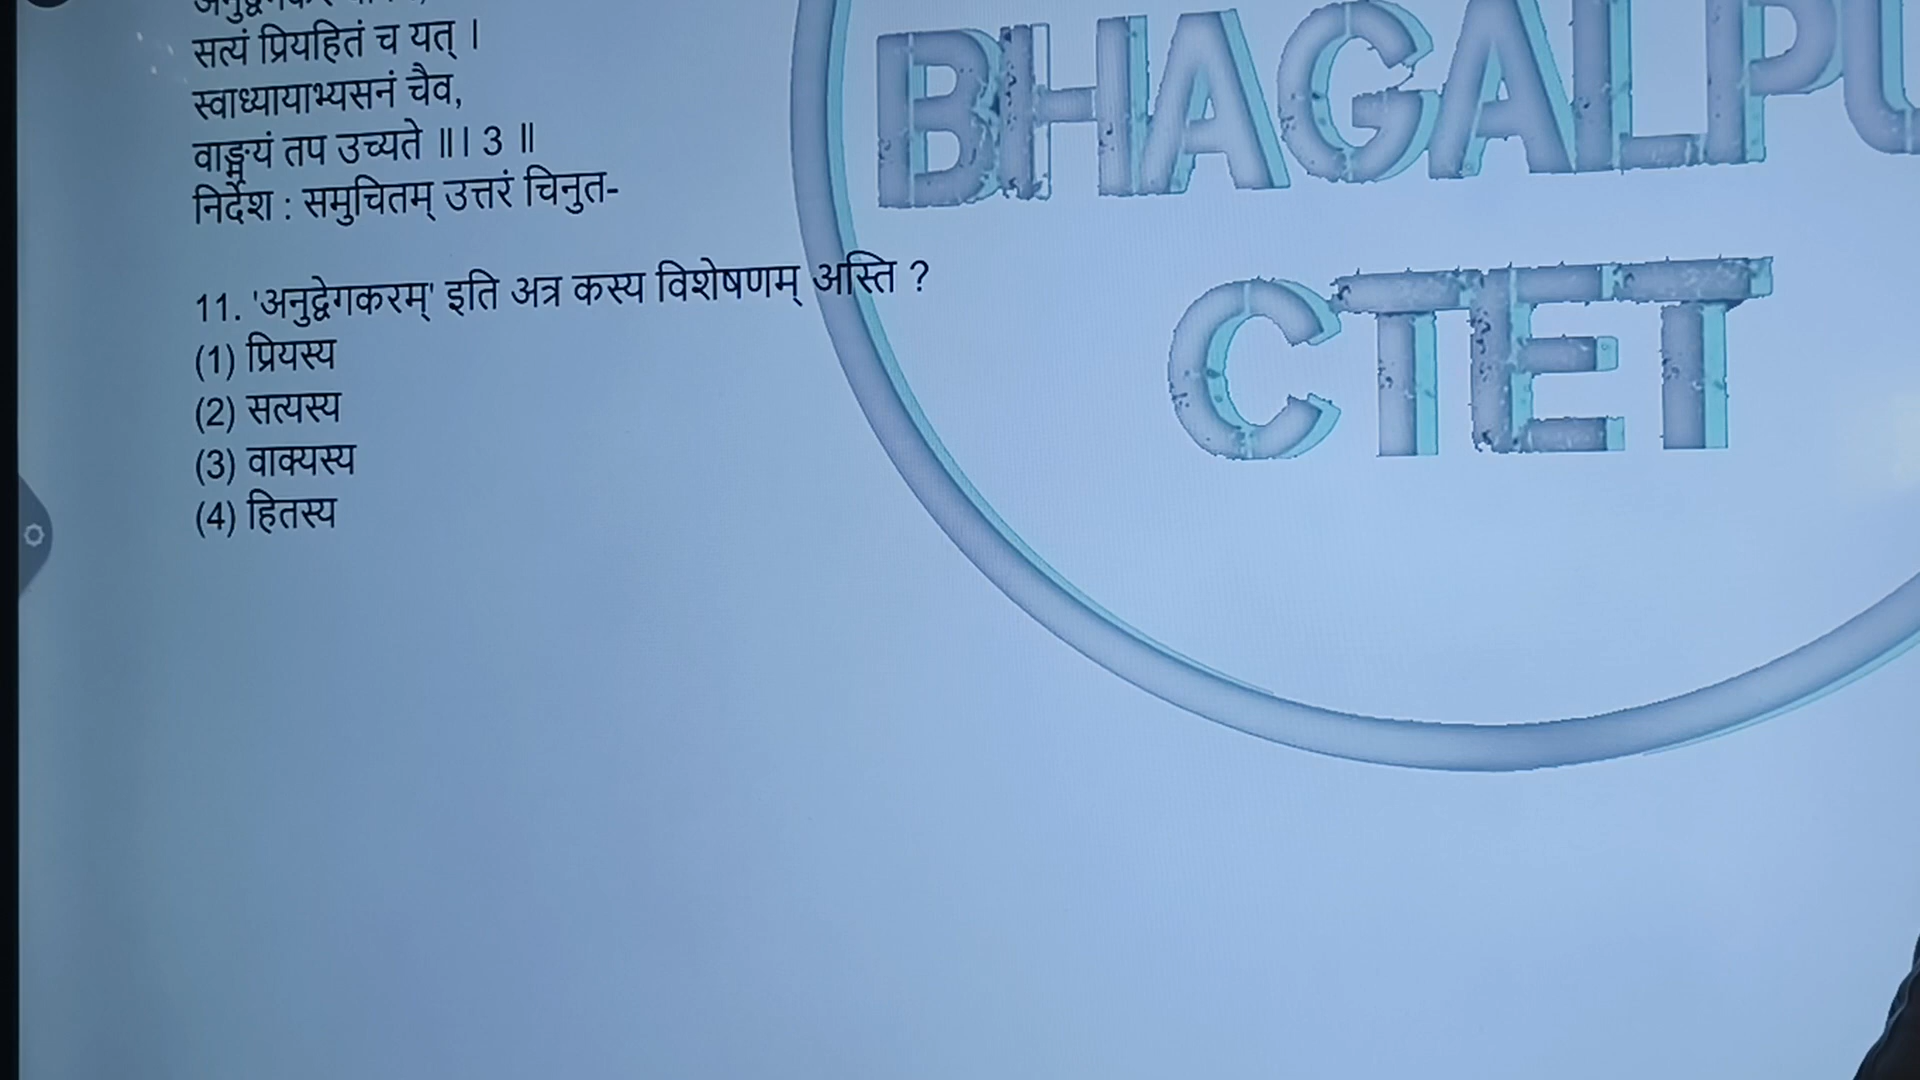 सत्यं प्रियहितं च यत् ।
स्वाध्यायाभ्यसनं चैव,
वाङ्मयं तप उच्यते ॥। 3 ॥
निर्देश : समुचितम् उत्तरं चिनुत-
11. 'अनुद्वेगकरम्' इति अत्र कस्य विशेषणम् अस्ति ?
(1) प्रियस्य
(2) सत्यस्य
(3) वाक्यस्य
(4) हितस्य
CTET